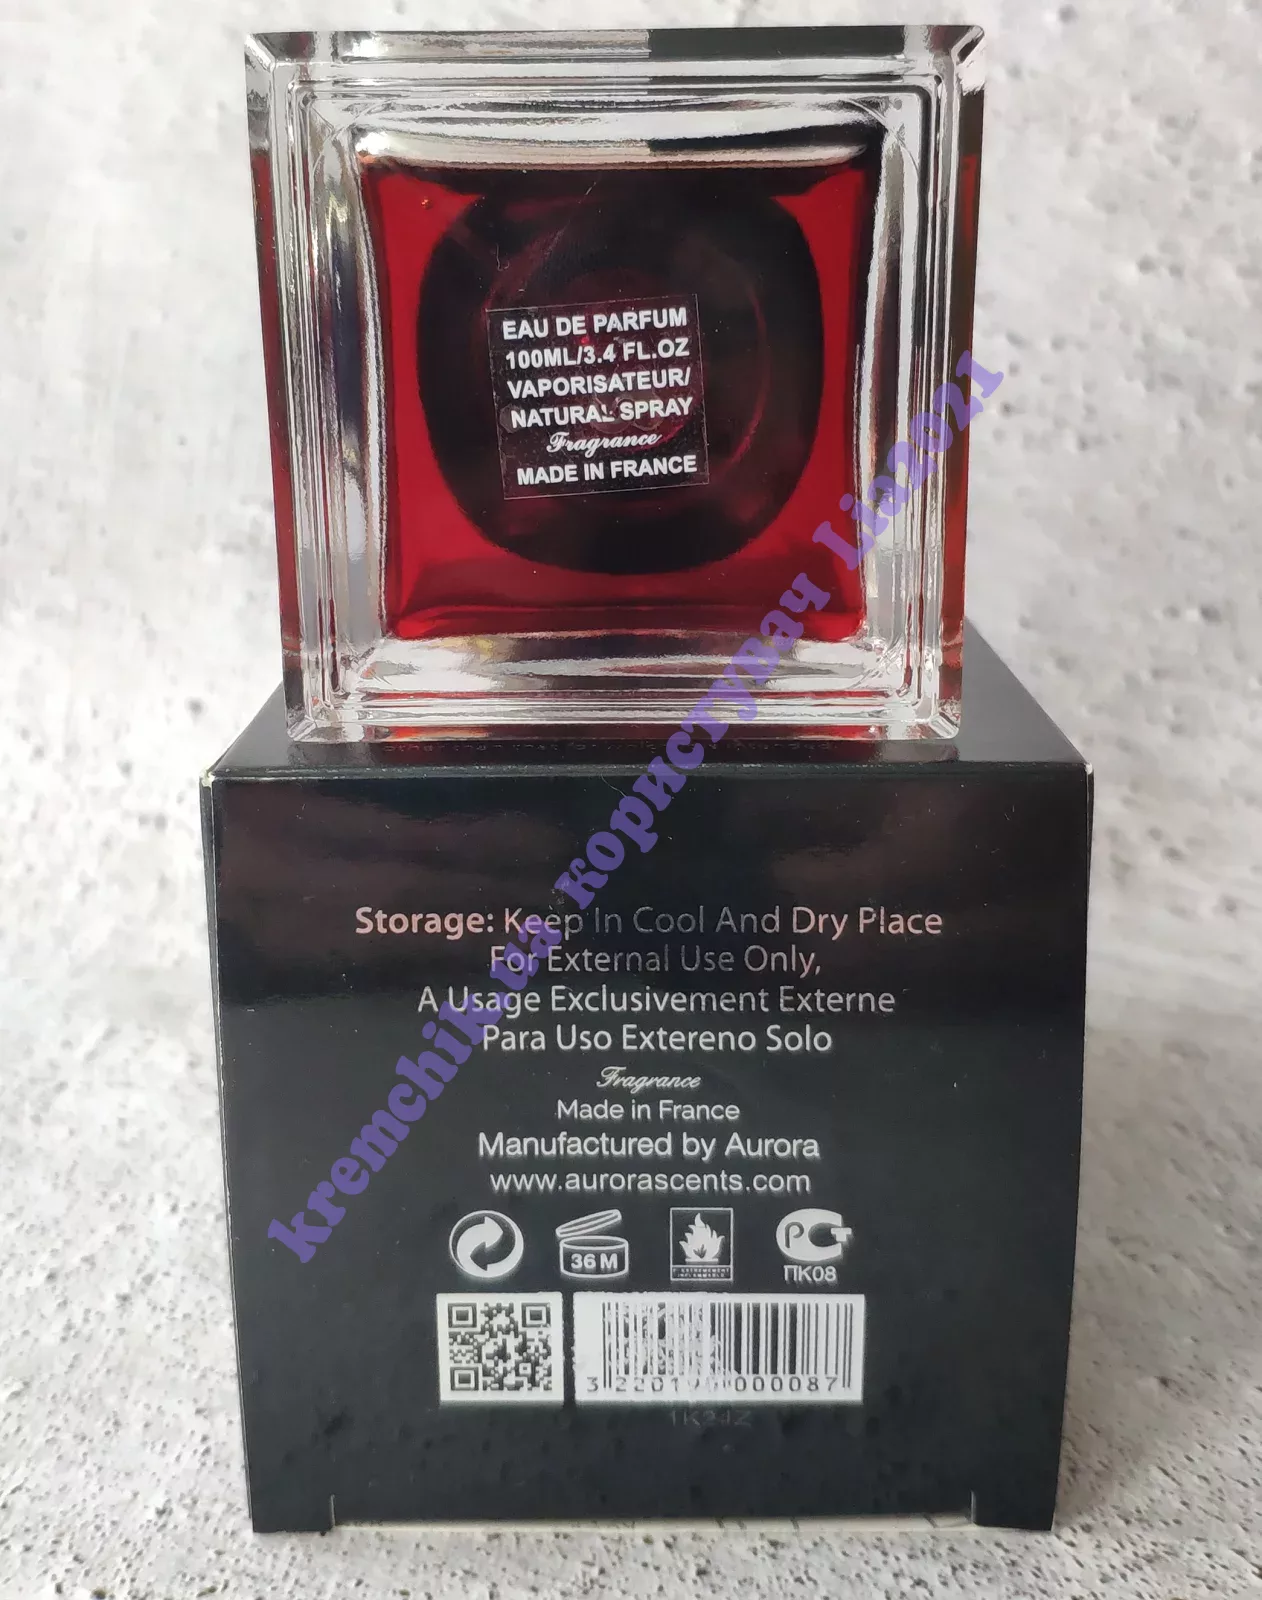 EAU DE PARFUM
100ML/3.4 FL.OZ
VAPORISATEUR/
NATURAL SPRAY
Fragrance
MADE IN FRANCE
kremchik.ua користувач Lia2021
Storage: Keep In Cool And Dry Place
For External Use Only,
A Usage Exclusivement Externe
Para Uso Extereno Solo
Fragrance
Made in France
Manufactured by Aurora
www.aurorascents.com
36 M
ПК08